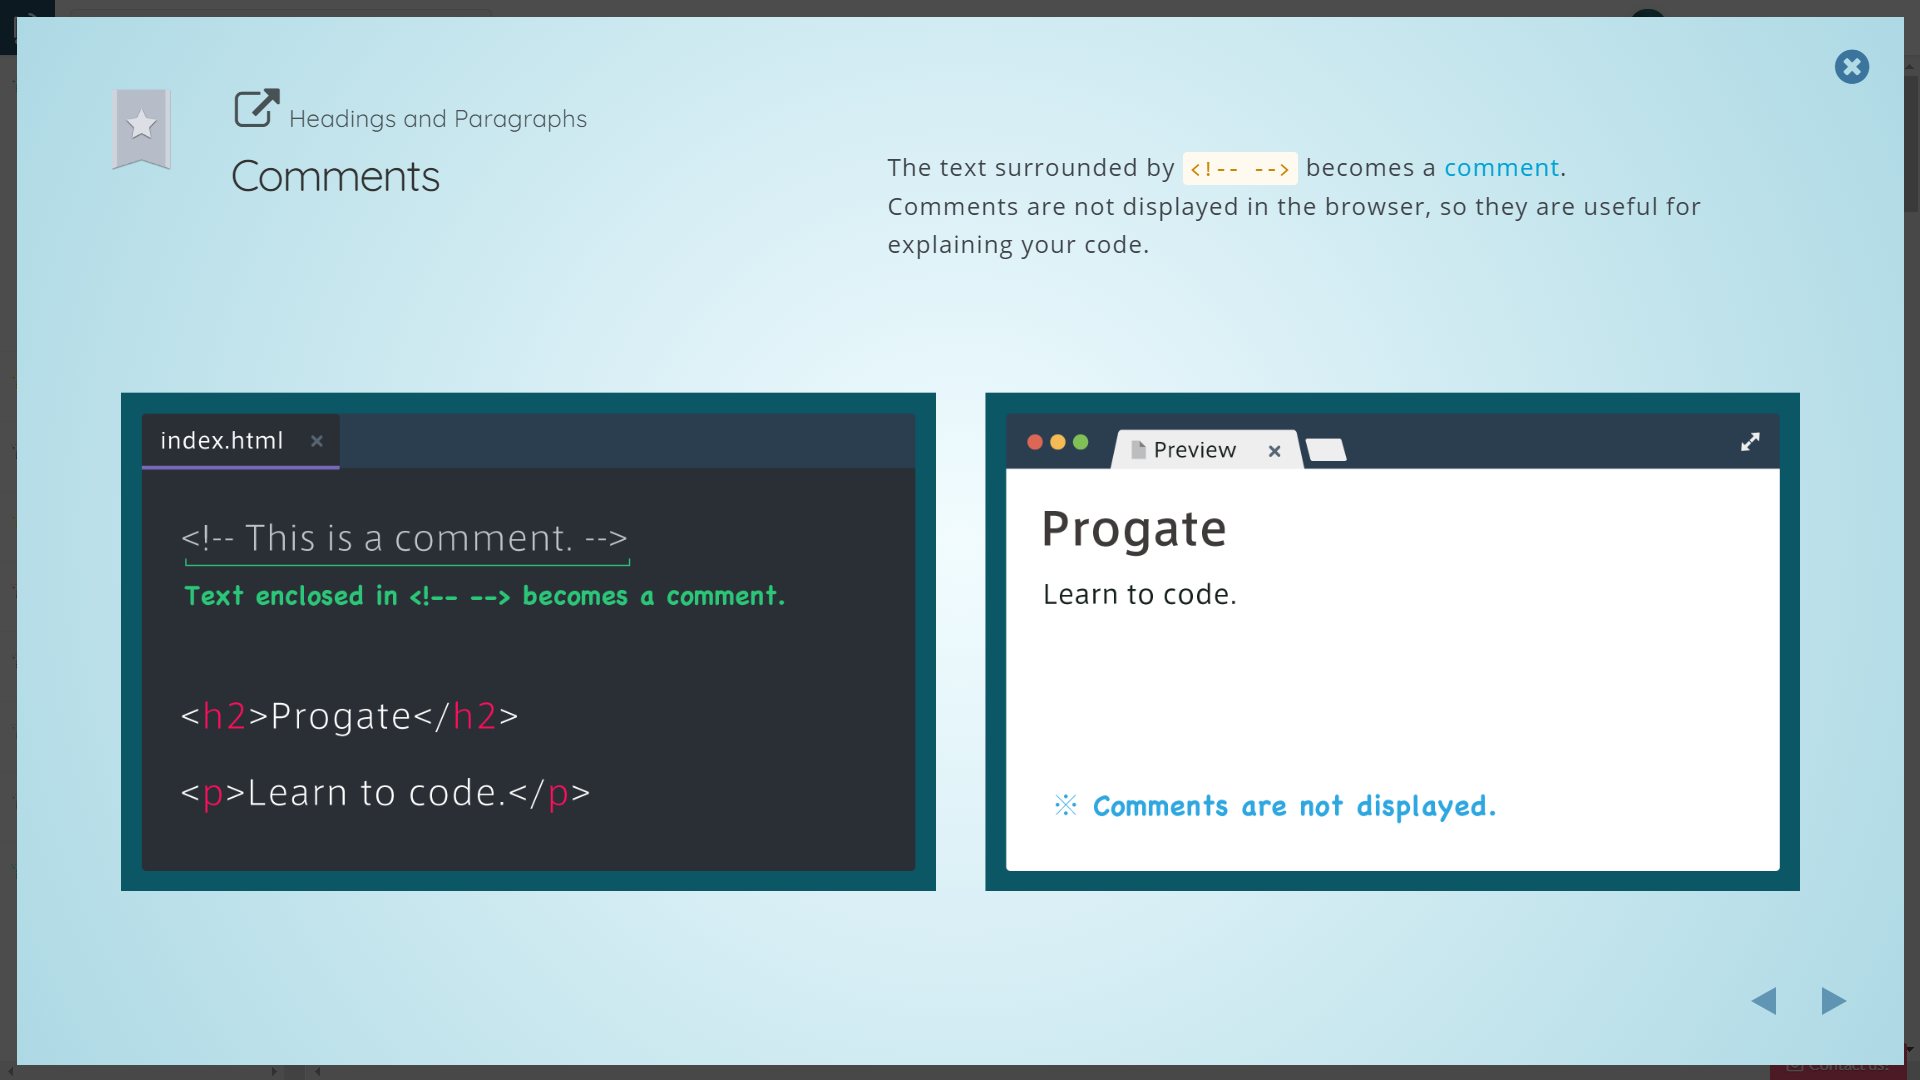 Headings and Paragraphs
Comments
The text surrounded by <!-- --> becomes a comment.
Comments are not displayed in the browser, so they are useful for
explaining your code.
index.html
<!-- This is a comment. -->
Text enclosed in <!-- --> becomes a comment.
<h2>Progate</h2>
<p>Learn to code.</p>
Preview
Progate
Learn to code.
※ Comments are not displayed.
Contact us!